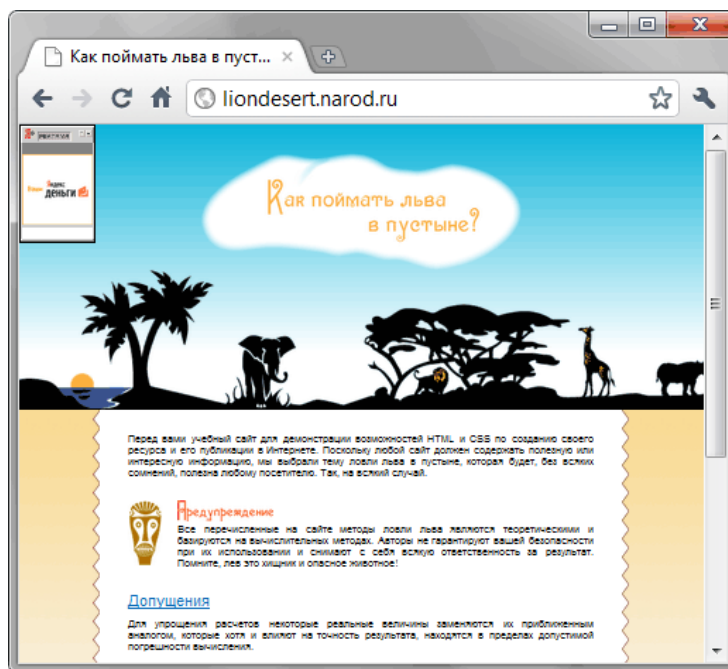 Как поймать льва в пуст...
liondesert.narod.ru
Яндекс
деньги
Как поймать льва
в пустыне?
Перед вами учебный сайт для демонстрации возможностей HTML и CSS по созданию своего
ресурса и его публикации в Интернете. Поскольку любой сайт должен содержать полезную или
интересную информацию, мы выбрали тему ловли льва в пустыне, которая будет, без всяких
сомнений, полезна любому посетителю. Так, на всякий случай.
Предупреждение
Все перечисленные на сайте методы ловли льва являются теоретическими и
базируются на вычислительных методах. Авторы не гарантируют вашей безопасности
при их использовании и снимают с себя всякую ответственность за результат.
Помните, лев это хищник и опасное животное!
Допущения
Для упрощения расчетов некоторые реальные величины заменяются их приближенным
аналогом, которые хотя и влияют на точность результата, находятся в пределах допустимой
погрешности вычисления.